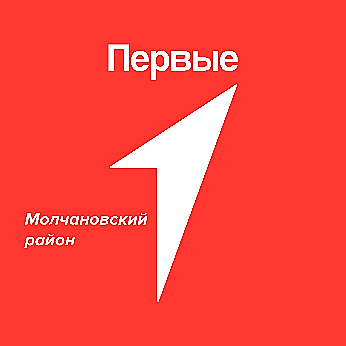 Первые
Молчановский
район